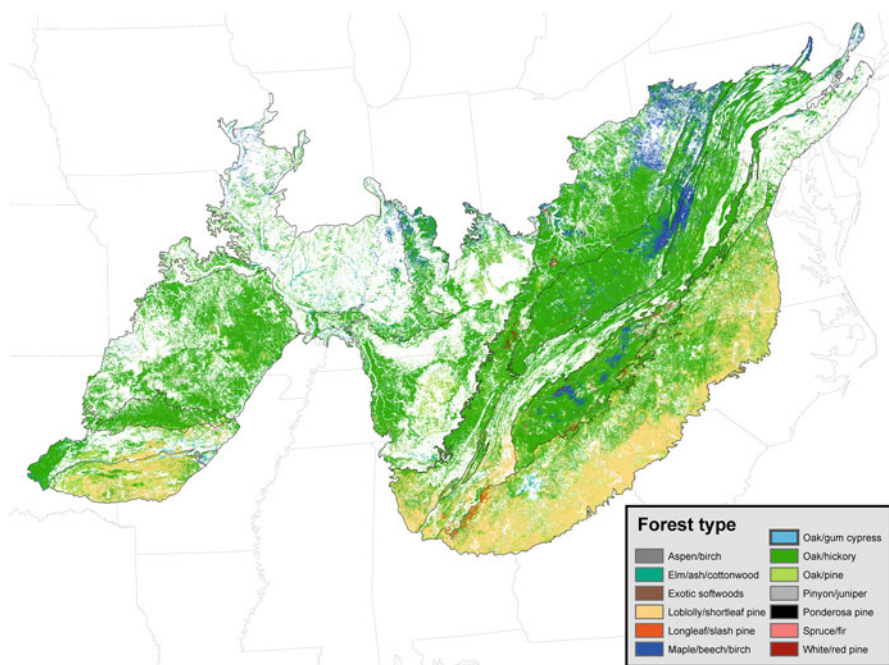 Forest type
Aspen/birch
Elm/ash/cottonwood
Exotic softwoods
Loblolly/shortleaf pine
Longleaf/slash pine
Maple/beech/birch
Oak/gum cypress
Oak/hickory
Oak/pine
Pinyon/juniper
Ponderosa pine
Spruce/fir
White/red pine